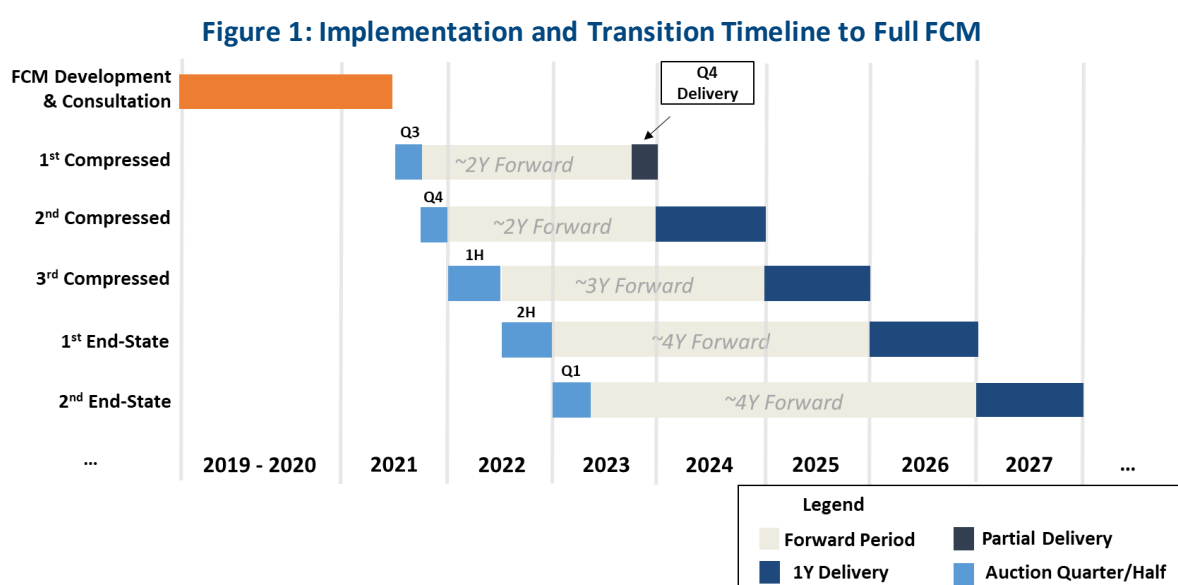 Figure 1: Implementation and Transition Timeline to Full FCM
FCM Development
& Consultation
Q4
Delivery
1st Compressed
Q3
~2Y Forward
2nd Compressed
Q4
~2Y Forward
3rd Compressed
1H
~3Y Forward
1st End-State
2H
~4Y Forward
2nd End-State
Q1
~4Y Forward
...
2019 - 2020
2021
2022
2023
2024
2025
2026
2027
...
Legend
Forward Period
Partial Delivery
1Y Delivery
Auction Quarter/Half